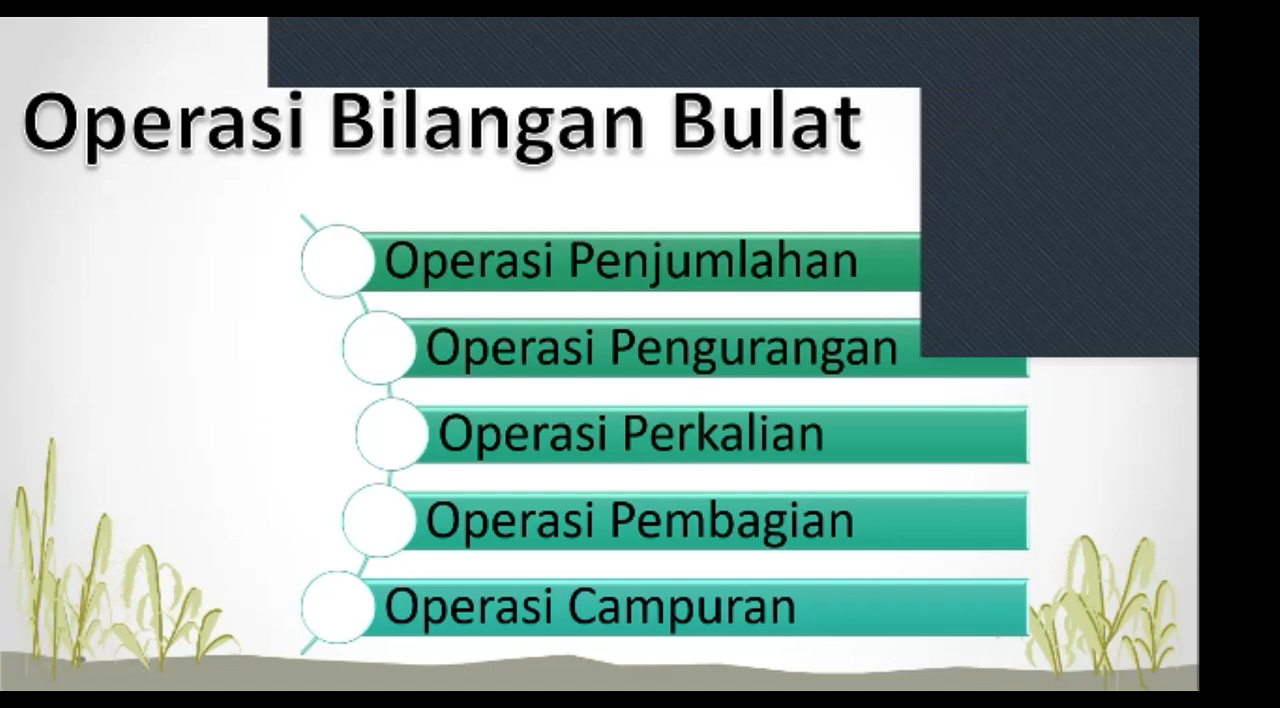 Operasi Bilangan Bulat
Operasi Penjumlahan
Operasi Pengurangan
Operasi Perkalian
Operasi Pembagian
Operasi Campuran